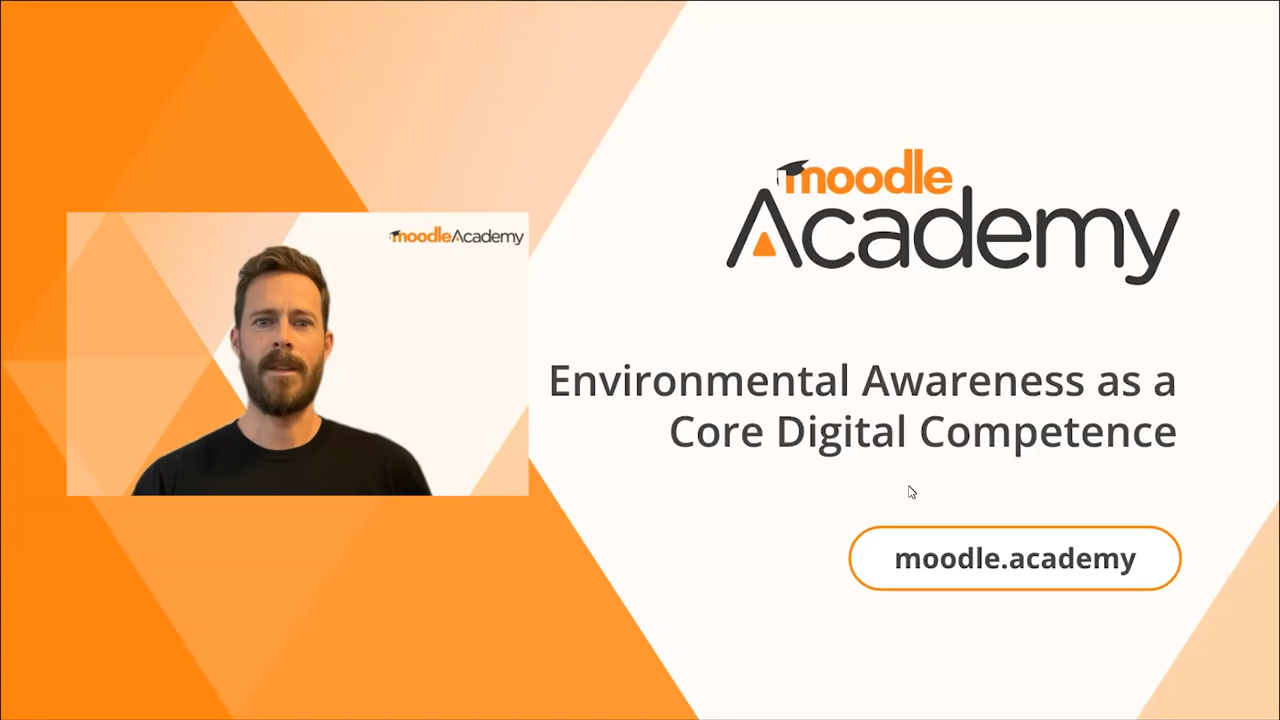 moodleAcademy
moodle
Academy
Environmental Awareness as a
Core Digital Competence
moodle.academy